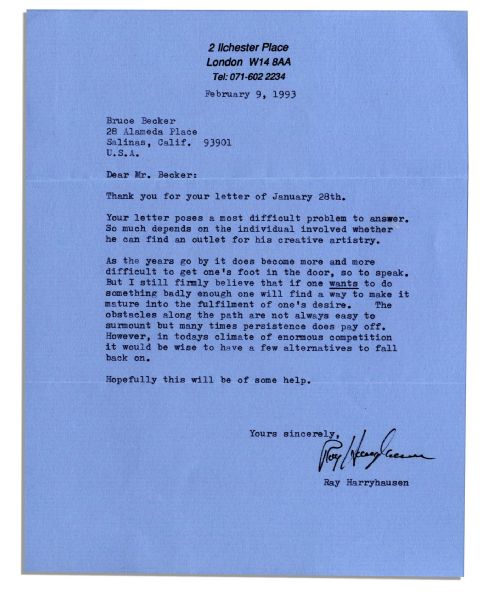 2 Ilchester Place
London W14 8AA
Tel: 071-602 2234
February 9, 1993
Bruce Becker
28 Alameda Place
Salinas, Calif. 93901
U.S.A.
Dear Mr. Becker:
Thank you for your letter of January 28th.
Your letter poses a most difficult problem to answer.
So much depends on the individual involved whether
he can find an outlet for his creative artistry.
As the years go by it does become more and more
difficult to get one's foot in the door, so to speak.
But I still firmly believe that if one wants to do
something badly enough one will find a way to make it
mature into the fulfilment of one's desire. The
obstacles along the path are not always easy to
surmount but many times persistence does pay off.
However, in todays climate of enormous competition
it would be wise to have a few alternatives to fall
back on.
Hopefully this will be of some help.
Yours sincerely,
Ray Harryhausen
Ray Harryhausen